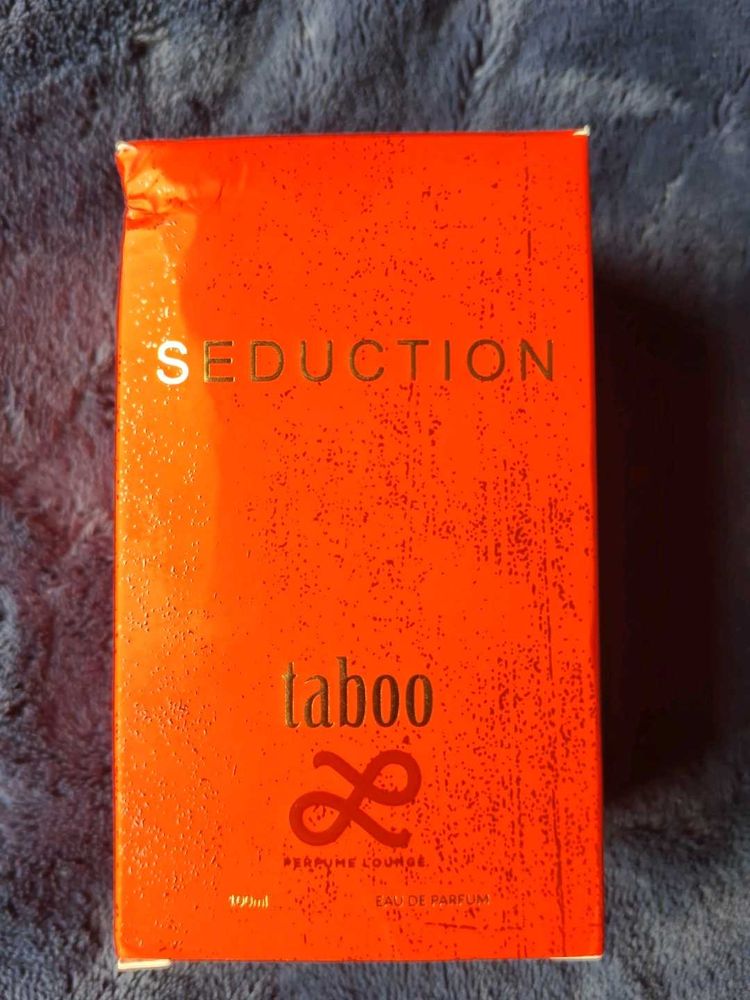 SEDUCTION
taboo
PERFUME LOUNGE
100ml EAU DE PARFUM